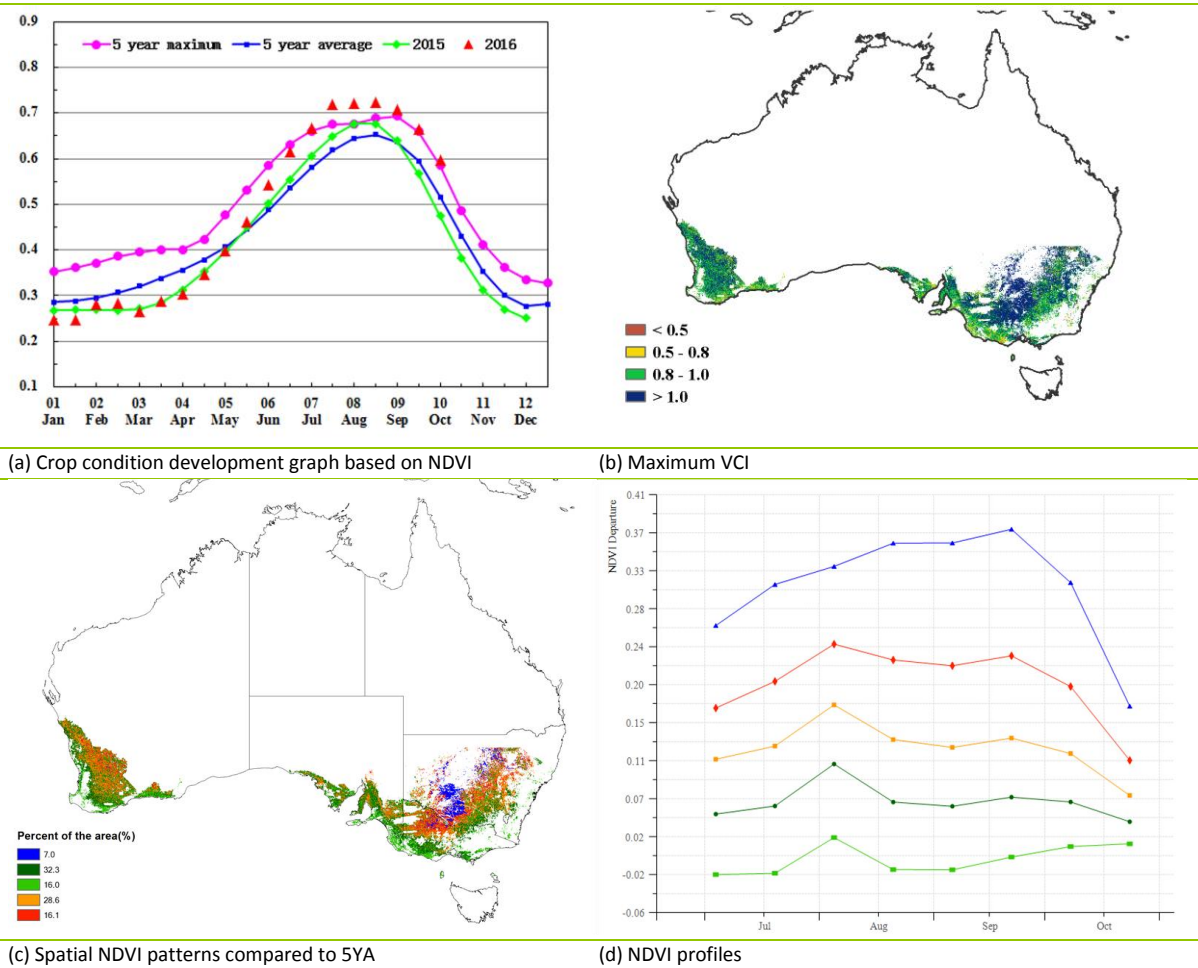 0.9
0.8
0.7
0.6
0.5
0.4
0.3
0.2
0.1
5 year maximum 5 year average 2015 2016
01 02 03 04 05 06 07 08 09 10 11 12
Jan Feb Mar Apr May Jun Jul Aug Sep Oct Nov Dec
< 0.5
0.5 - 0.8
0.8 - 1.0
> 1.0
(a) Crop condition development graph based on NDVI
(b) Maximum VCI
Percent of the area(%)
7.0
32.3
16.0
28.6
16.1
NDVI Departure
0.41
0.37
0.33
0.28
0.24
0.20
0.15
0.11
0.07
0.02
-0.02
-0.06
Jul Aug Sep Oct
(c) Spatial NDVI patterns compared to 5YA
(d) NDVI profiles